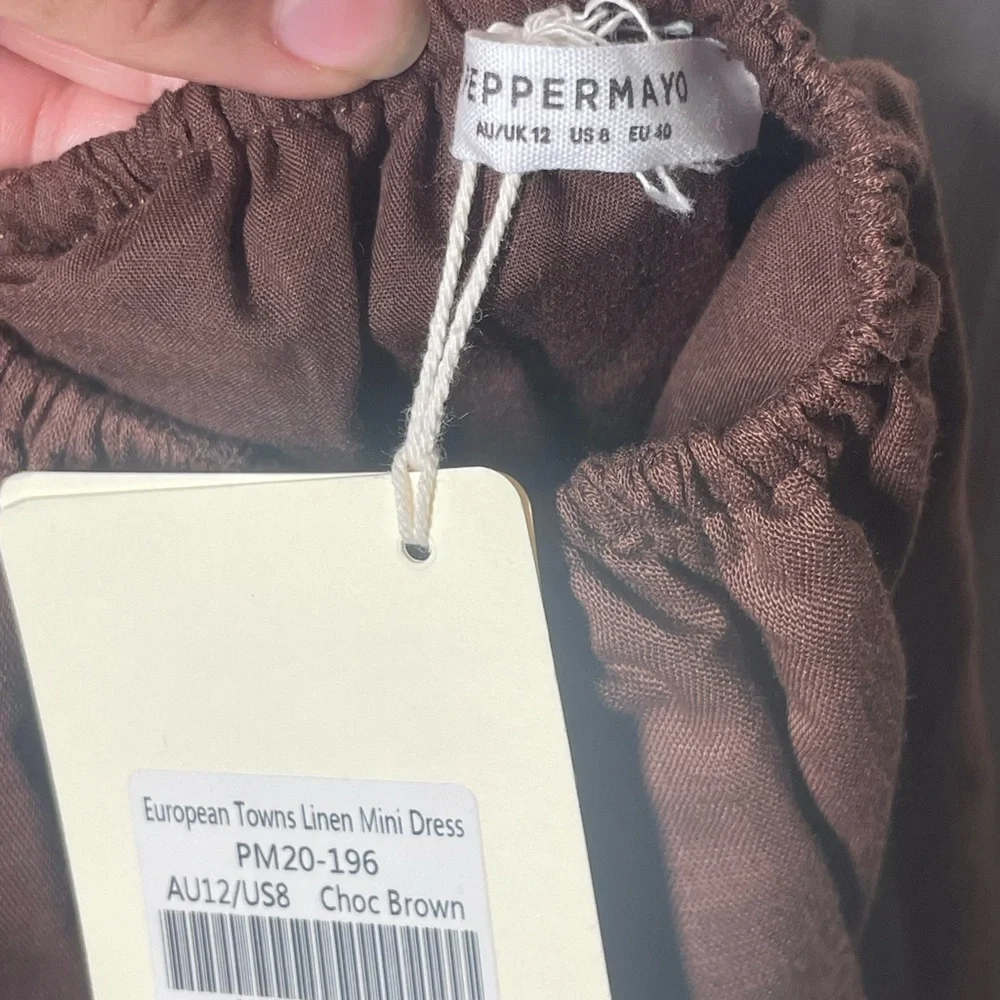 PEPPERMAYO
AU/UK 12 US 8 EU 40
European Towns Linen Mini Dress
PM20-196
AU12/US8 Choc Brown